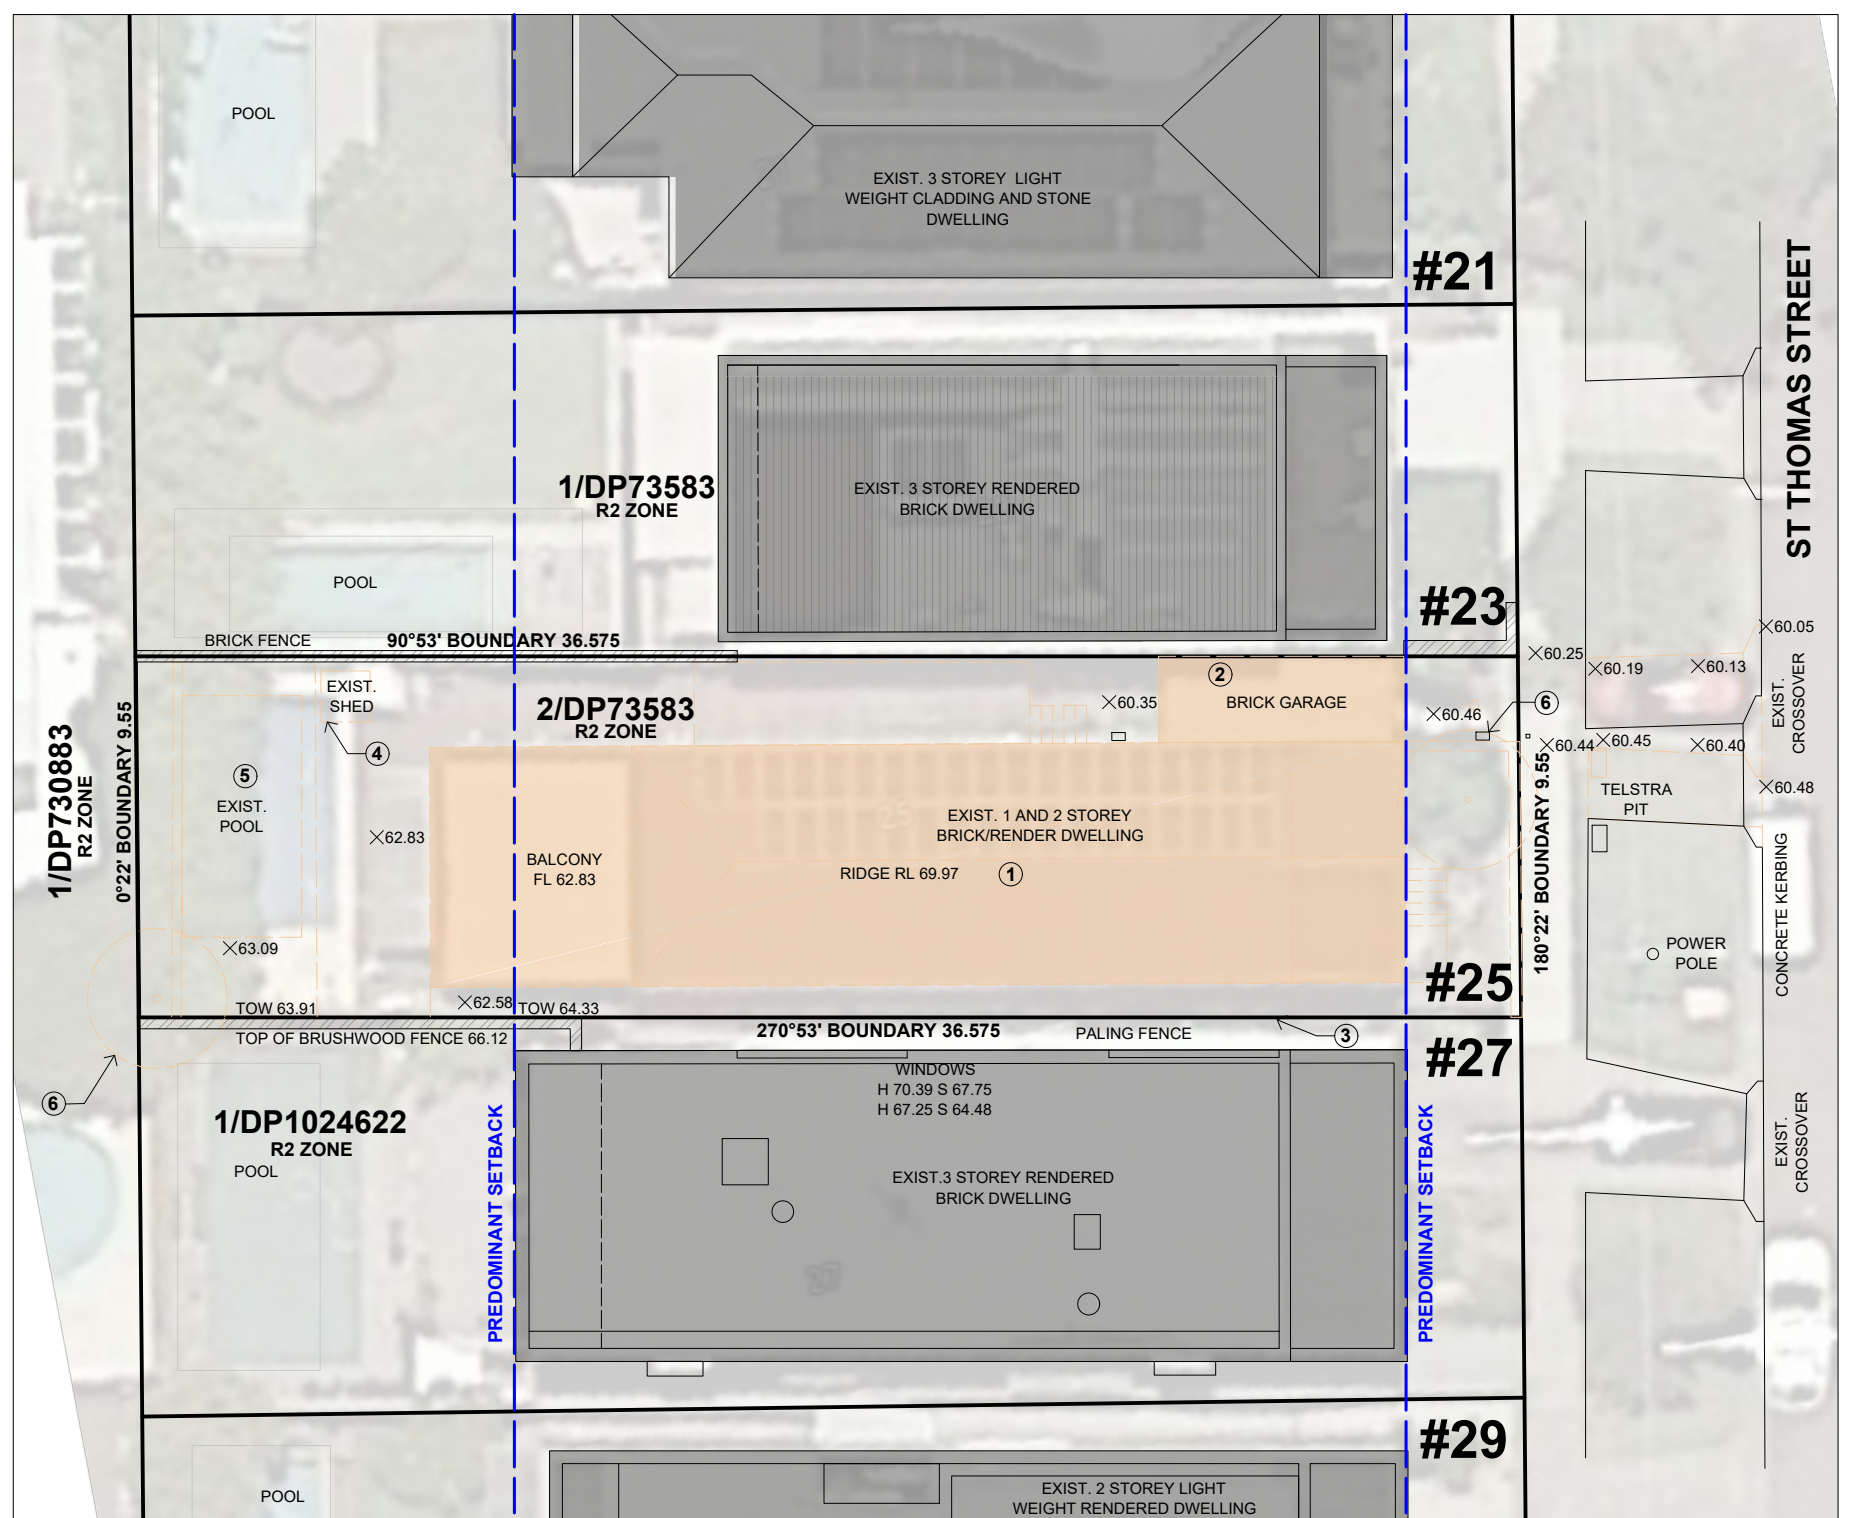 POOL
EXIST. 3 STOREY LIGHT
WEIGHT CLADDING AND STONE
DWELLING
#21
ST THOMAS STREET
1/DP73583
R2 ZONE
EXIST. 3 STOREY RENDERED
BRICK DWELLING
POOL
#23
BRICK FENCE
90°53' BOUNDARY 36.575
60.05
60.25
60.19
60.13
EXIST.
SHED
2/DP73583
R2 ZONE
60.35
2
BRICK GARAGE
60.46
6
60.44
60.45
60.40
EXIST.
CROSSOVER
4
1/DP730883
R2 ZONE
0°22' BOUNDARY 9.55
5
EXIST.
POOL
62.83
BALCONY
FL 62.83
25
EXIST. 1 AND 2 STOREY
BRICK/RENDER DWELLING
RIDGE RL 69.97
1
180°22' BOUNDARY 9.55
TELSTRA
PIT
60.48
CONCRETE KERBING
POWER
POLE
63.09
#25
TOW 63.91
62.58
TOW 64.33
TOP OF BRUSHWOOD FENCE 66.12
270°53' BOUNDARY 36.575
PALING FENCE
3
#27
6
WINDOWS
H 70.39 S 67.75
H 67.25 S 64.48
1/DP1024622
R2 ZONE
POOL
PREDOMINANT SETBACK
EXIST.3 STOREY RENDERED
BRICK DWELLING
27
PREDOMINANT SETBACK
EXIST.
CROSSOVER
#29
POOL
EXIST. 2 STOREY LIGHT
WEIGHT RENDERED DWELLING